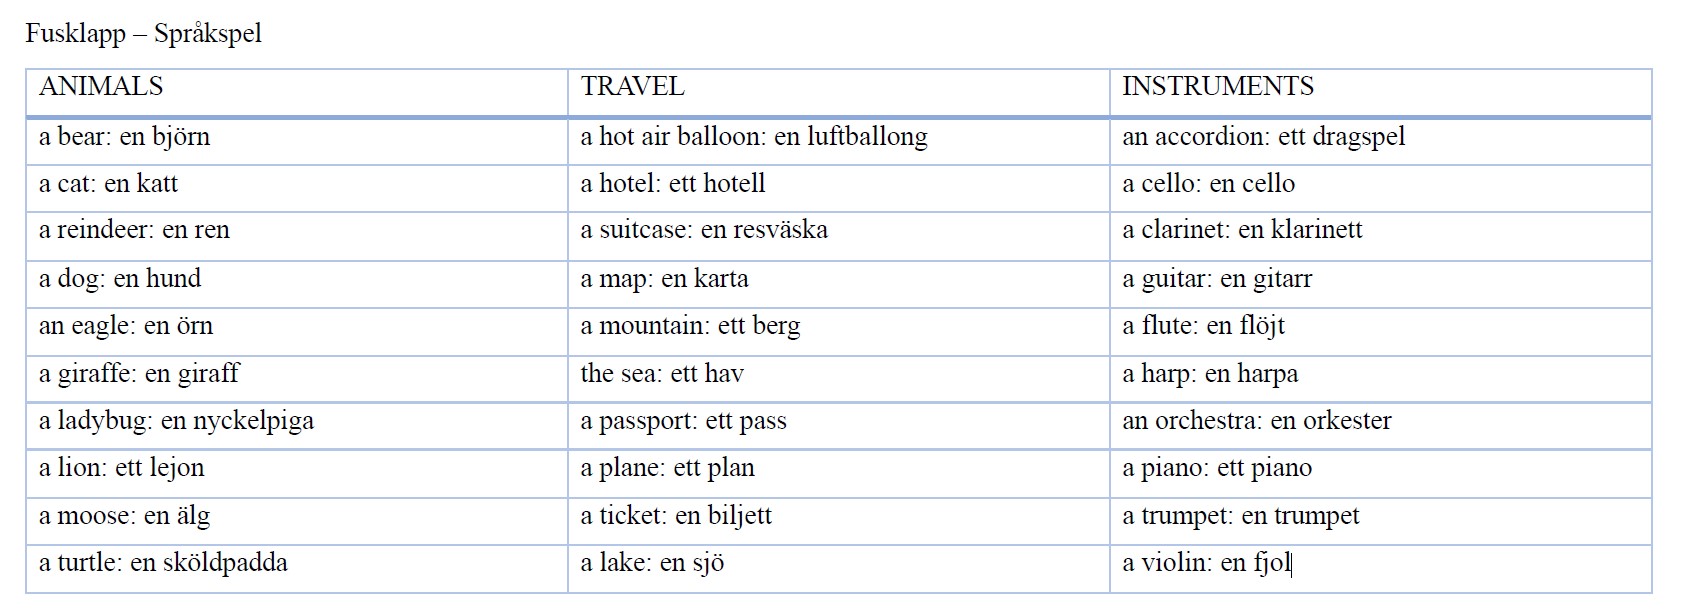 Fusklapp – Språkspel
ANIMALS TRAVEL INSTRUMENTS
a bear: en björn a hot air balloon: en luftballong an accordion: ett dragspel
a cat: en katt a hotel: ett hotell a cello: en cello
a reindeer: en ren a suitcase: en resväska a clarinet: en klarinett
a dog: en hund a map: en karta a guitar: en gitarr
an eagle: en örn a mountain: ett berg a flute: en flöjt
a giraffe: en giraff the sea: ett hav a harp: en harpa
a ladybug: en nyckelpiga a passport: ett pass an orchestra: en orkester
a lion: ett lejon a plane: ett plan a piano: ett piano
a moose: en älg a ticket: en biljett a trumpet: en trumpet
a turtle: en sköldpadda a lake: en sjö a violin: en fjol